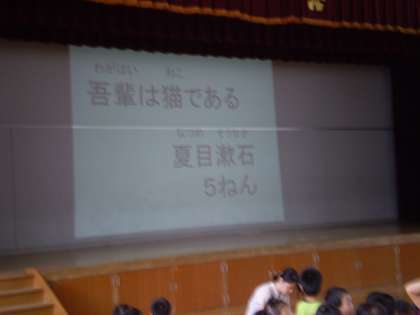 わがはい ねこ
吾輩は猫である
なつめ そうせき
夏目漱石
5ねん